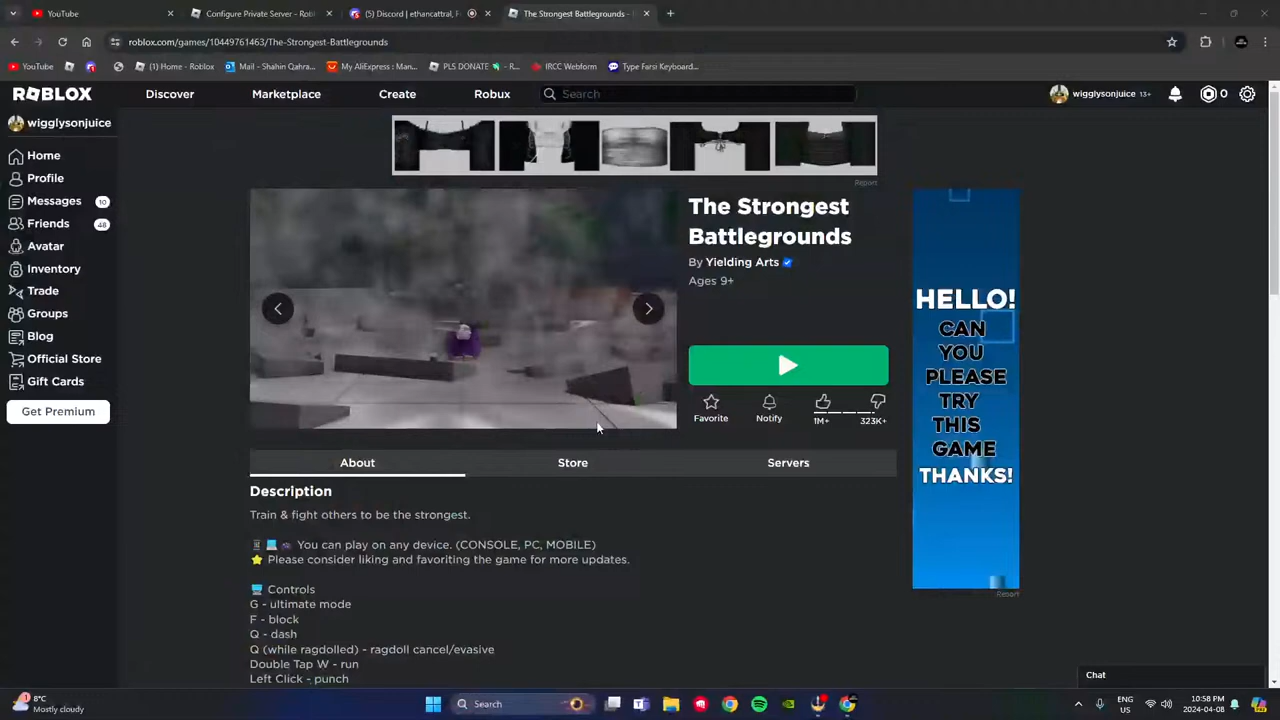 YouTube
Configure Private Server - Rob
(5) Discord | ethancattral, F
The Strongest Battlegrounds -
roblox.com/games/10449761463/The-Strongest-Battlegrounds
YouTube
(1) Home - Roblox
Mail - Shahin Qahra...
My AliExpress : Man...
PLS DONATE
IRCC Webform
Type Farsi Keyboard...
ROBLOX
Discover
Marketplace
Create
Robux
Search
wigglysonjuice 13+
0
wigglysonjuice
Home
Profile
Messages 10
Friends 48
Avatar
Inventory
Trade
Groups
Blog
Official Store
Gift Cards
Get Premium
Report
The Strongest
Battlegrounds
By Yielding Arts
Ages 9+
Favorite
Notify
1M+
323K+
HELLO!
CAN
YOU
PLEASE
TRY
THIS
GAME
THANKS!
Report
About
Store
Servers
Description
Train & fight others to be the strongest.
📱 💻 🎮 You can play on any device. (CONSOLE, PC, MOBILE)
⭐ Please consider liking and favoriting the game for more updates.
💻 Controls
G - ultimate mode
F - block
Q - dash
Q (while ragdolled) - ragdoll cancel/evasive
Double Tap W - run
Left Click - punch
Chat
1
8°C
Mostly cloudy
Search
ENG
US
10:58 PM
2024-04-08